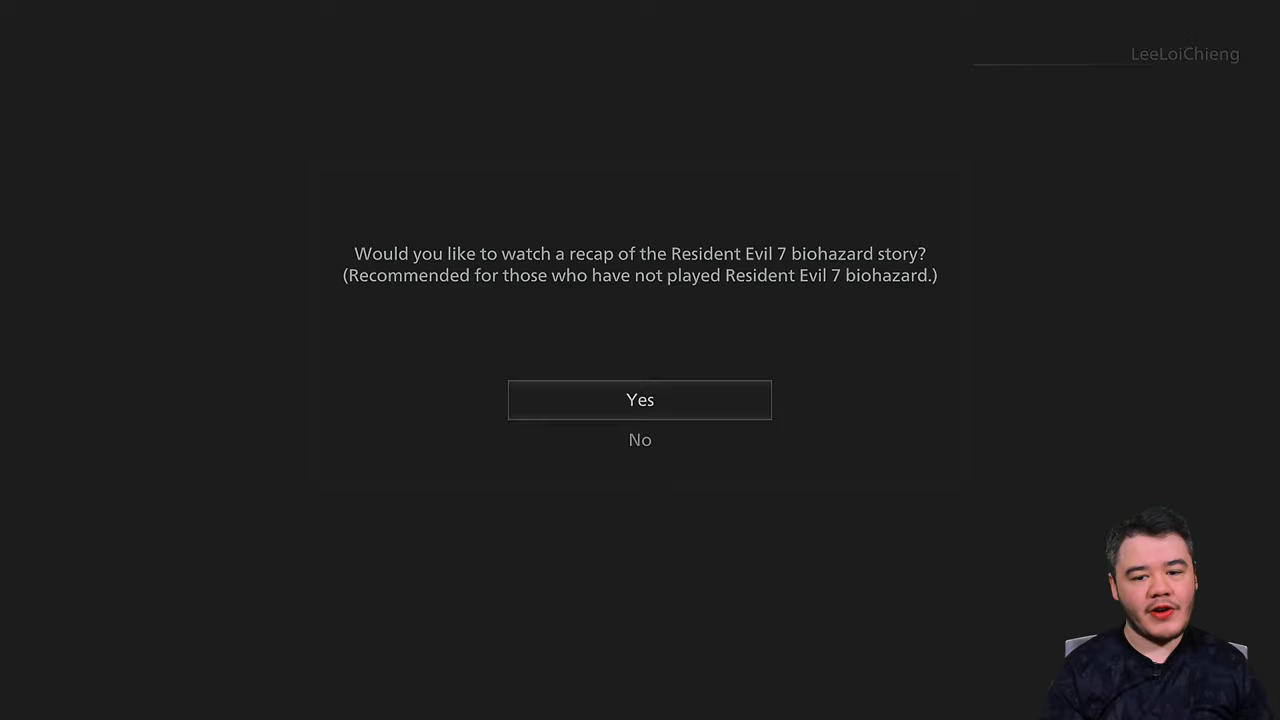 LeeLoiChieng
Would you like to watch a recap of the Resident Evil 7 biohazard story?
(Recommended for those who have not played Resident Evil 7 biohazard.)
Yes
No